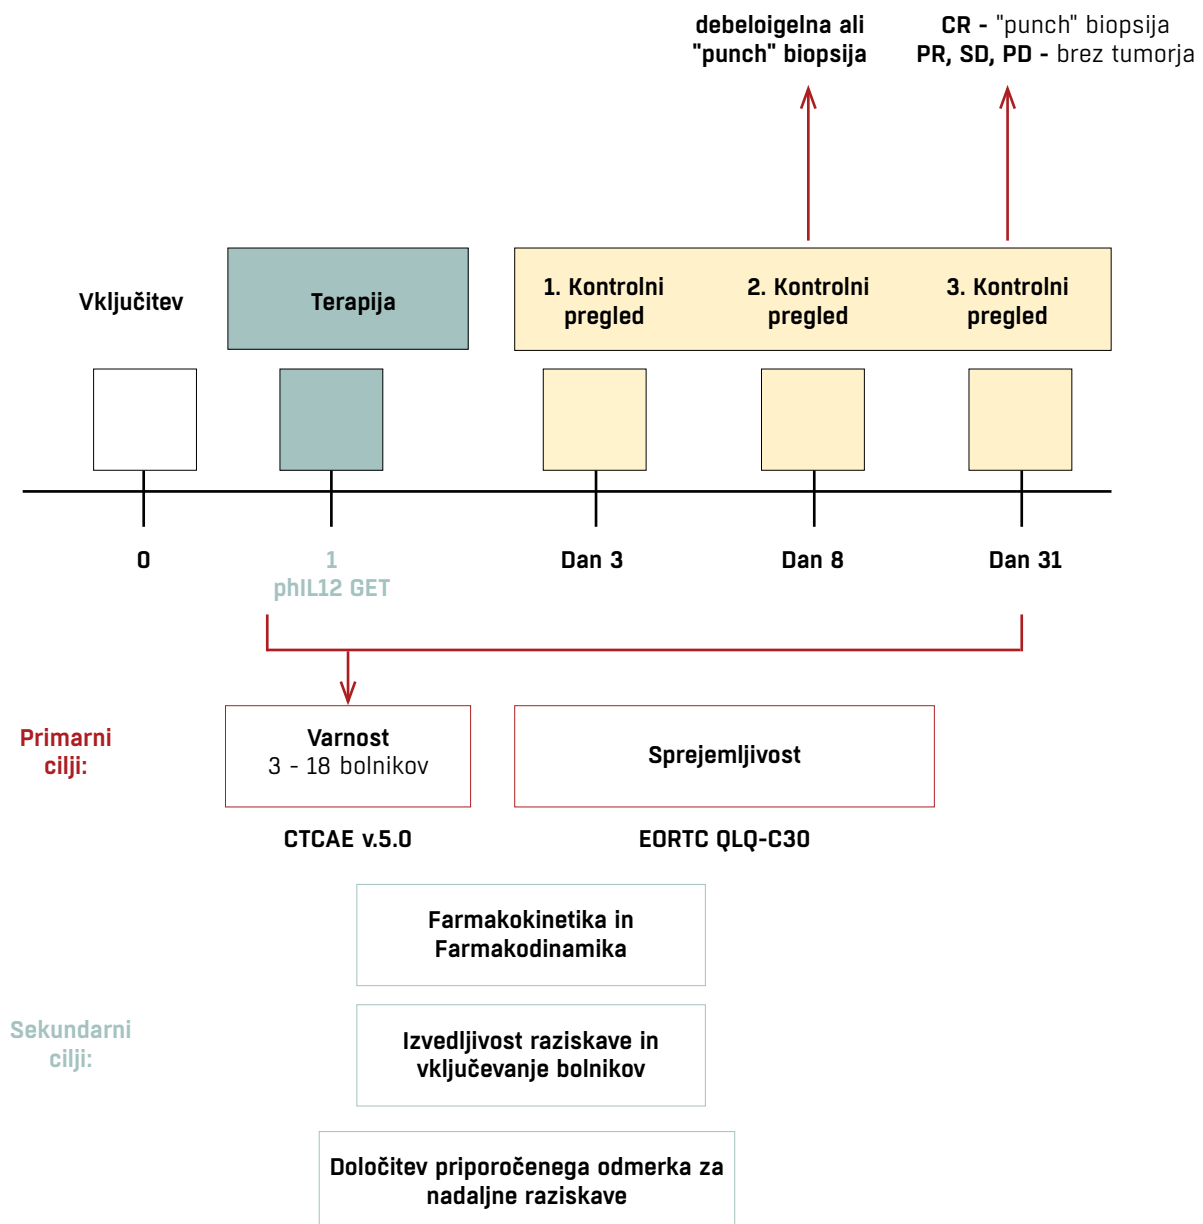 debeloigelna ali
"punch" biopsija
CR - "punch" biopsija
PR, SD, PD - brez tumorja
Vključitev
Terapija
1. Kontrolni
pregled
2. Kontrolni
pregled
3. Kontrolni
pregled
0
1
phIL12 GET
Dan 3
Dan 8
Dan 31
Primarni
cilji:
Varnost
3 - 18 bolnikov
Sprejemljivost
CTCAE v.5.0
EORTC QLQ-C30
Farmakokinetika in
Farmakodinamika
Sekundarni
cilji:
Izvedljivost raziskave in
vključevanje bolnikov
Določitev priporočenega odmerka za
nadaljne raziskave